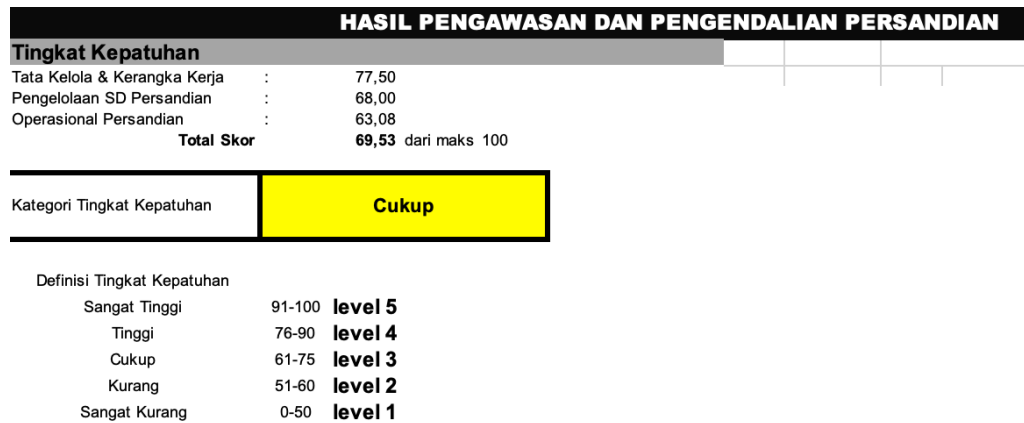 HASIL PENGAWASAN DAN PENGENDALIAN PERSANDIAN
Tingkat Kepatuhan
Tata Kelola & Kerangka Kerja : 77,50
Pengelolaan SD Persandian : 68,00
Operasional Persandian : 63,08
Total Skor 69,53 dari maks 100
Kategori Tingkat Kepatuhan Cukup
Definisi Tingkat Kepatuhan
Sangat Tinggi 91-100 level 5
Tinggi 76-90 level 4
Cukup 61-75 level 3
Kurang 51-60 level 2
Sangat Kurang 0-50 level 1